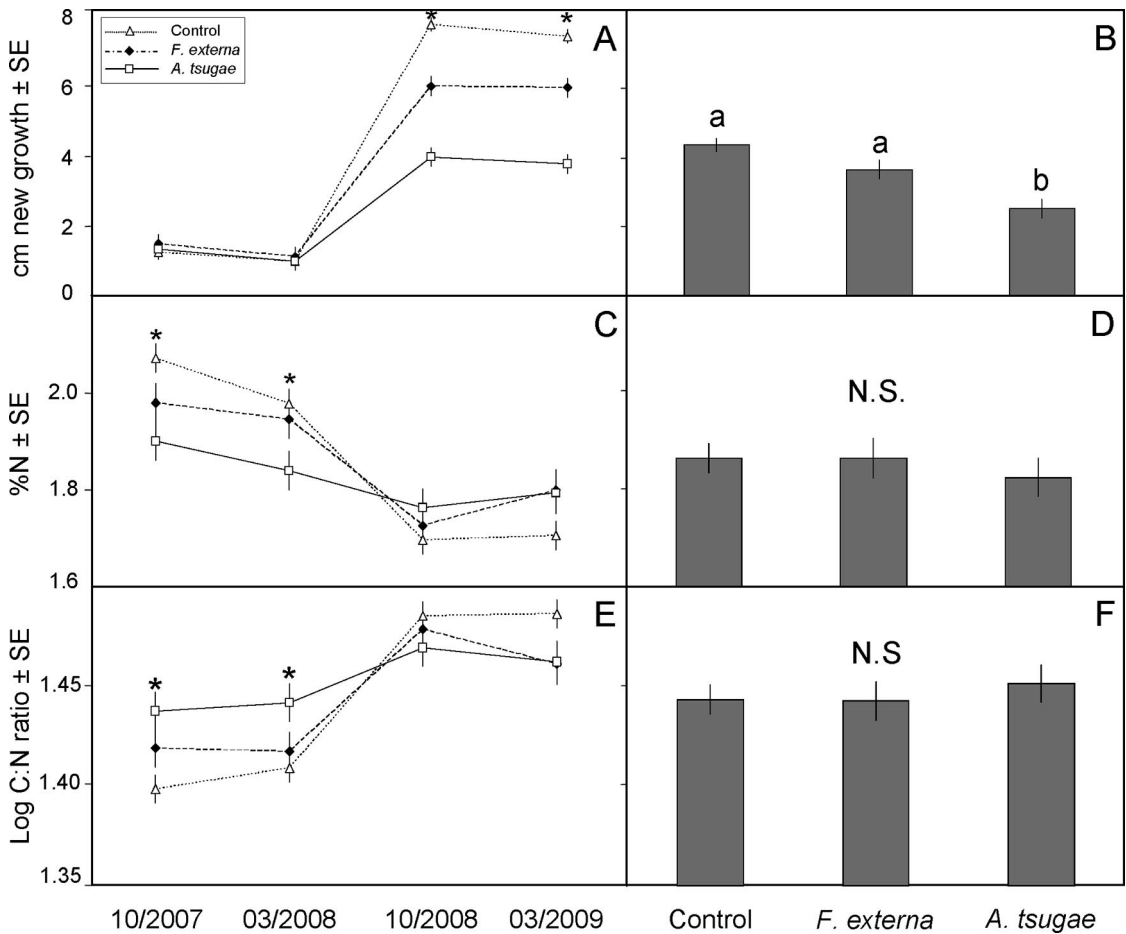 Control
F. externa
A. tsugae
cm new growth ± SE
8
6
4
2
0
*
*
A
B
a
a
b
%N ± SE
2.0
1.8
1.6
*
*
C
D
N.S.
Log C:N ratio ± SE
1.45
1.40
1.35
*
*
E
F
N.S
10/2007 03/2008 10/2008 03/2009
Control F. externa A. tsugae